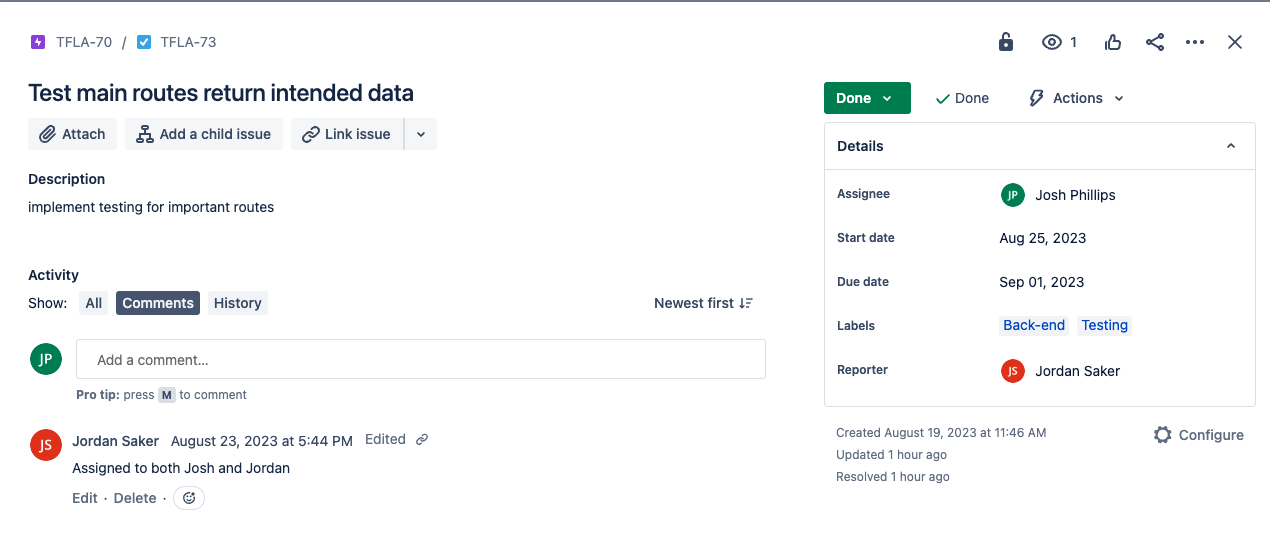 TFLA-70 / TFLA-73
1
Test main routes return intended data
Attach
Add a child issue
Link issue
Description
implement testing for important routes
Activity
Show: All Comments History
Newest first
JP
Add a comment...
Pro tip: press M to comment
JS
Jordan Saker August 23, 2023 at 5:44 PM Edited
Assigned to both Josh and Jordan
Edit · Delete ·
Done
Done
Actions
Details
Assignee JP Josh Phillips
Start date Aug 25, 2023
Due date Sep 01, 2023
Labels Back-end Testing
Reporter JS Jordan Saker
Created August 19, 2023 at 11:46 AM
Updated 1 hour ago
Resolved 1 hour ago
Configure